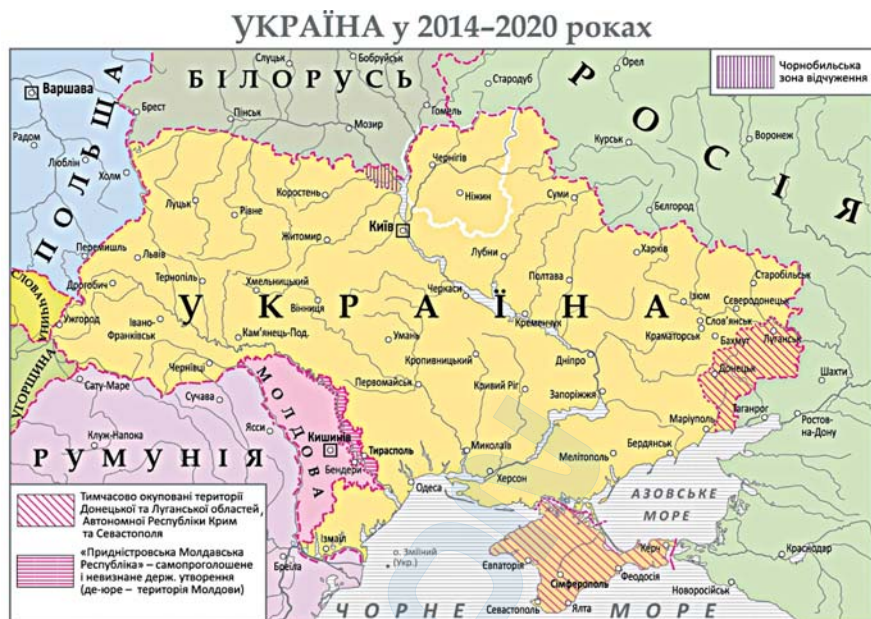 УКРАЇНА у 2014–2020 роках
Чорнобильська
зона відчуження
ПОЛЬЩА
БІЛОРУСЬ
РОСІЯ
СЛОВАЧЧИНА
УГОРЩИНА
РУМУНІЯ
МОЛДОВА
УКРАЇНА
Варшава
Радом
Люблін
Холм
Перемишль
Брест
Пінськ
Слуцьк
Бобруйськ
Мозир
Гомель
Стародуб
Орел
Курськ
Воронеж
Бєлгород
Чернігів
Ніжин
Суми
Коростень
Луцьк
Рівне
Житомир
Київ
Львів
Дрогобич
Тернопіль
Хмельницький
Вінниця
Ужгород
Івано-
Франківськ
Кам'янець-Под.
Чернівці
Лубни
Полтава
Харків
Черкаси
Кременчук
Умань
Кропивницький
Первомайськ
Кривий Ріг
Дніпро
Запоріжжя
Старобільськ
Сєверодонецьк
Ізюм
Слов'янськ
Краматорськ
Бахмут
Луганськ
Донецьк
Маріуполь
Бердянськ
Мелітополь
Миколаїв
Херсон
Одеса
Ізмаїл
Шахти
Таганрог
Ростов-
на-Дону
Сату-Маре
Сучава
Клуж-Напока
Ясси
Кишинів
Бендери
Тирасполь
Бреїла
о. Зміїний
(Укр.)
АЗОВСЬКЕ
МОРЕ
ЧОРНЕ МОРЕ
Керч
Євпаторія
Сімферополь
Феодосія
Севастополь
Ялта
Краснодар
Новоросійськ
Тимчасово окуповані території
Донецької та Луганської областей,
Автономної Республіки Крим
та Севастополя
«Придністровська Молдавська
Республіка» – самопроголошене
і невизнане держ. утворення
(де-юре – територія Молдови)